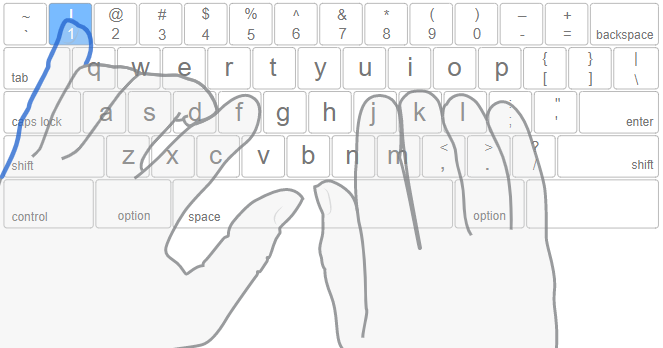 ~ ! @ # $ % ^ & * ( ) – +
` 1 2 3 4 5 6 7 8 9 0 - = backspace
tab q w e r t y u i o p { [ } ] | \
caps lock a s d f g h j k l : ; " ' enter
shift z x c v b n m < , > . ? / shift
control option space option